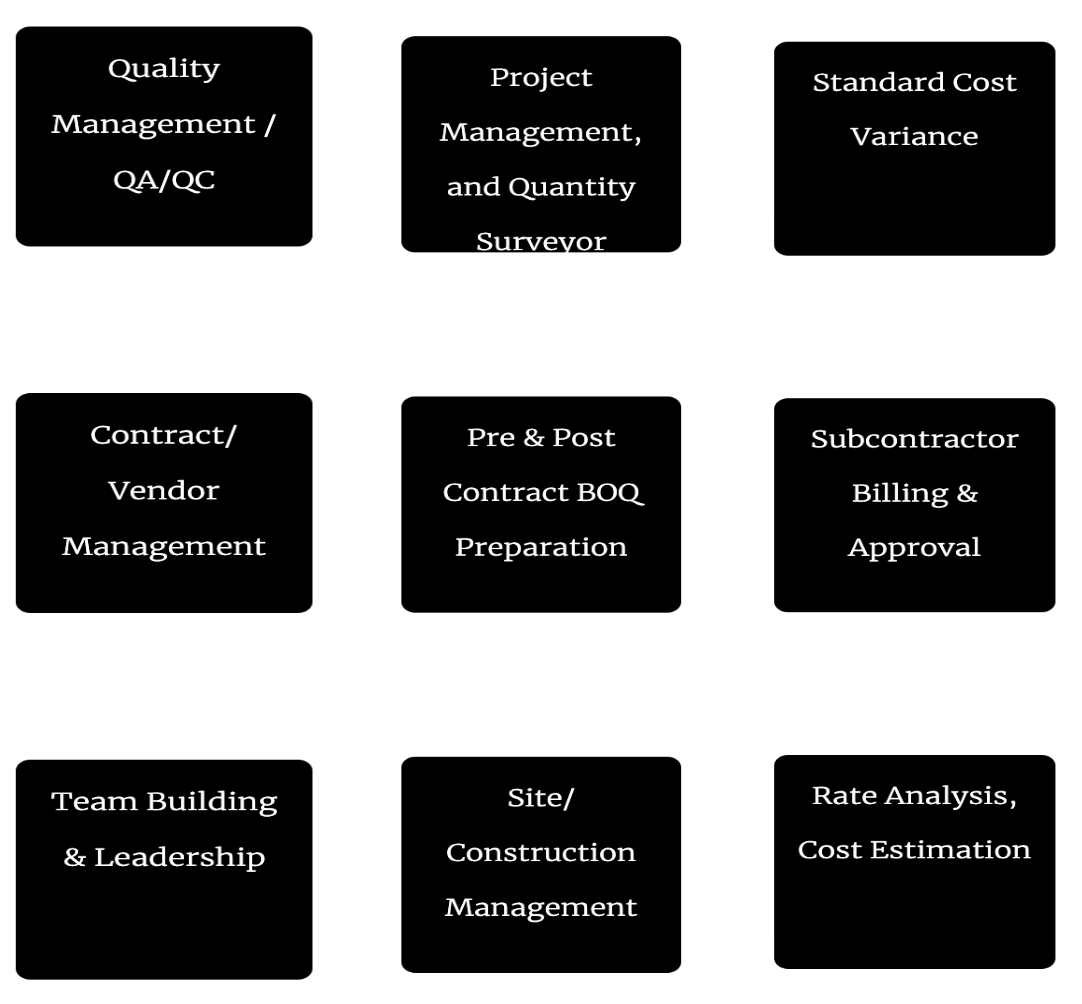 Quality
Management /
QA/QC
Project
Management,
and Quantity
Surveyor
Standard Cost
Variance
Contract/
Vendor
Management
Pre & Post
Contract BOQ
Preparation
Subcontractor
Billing &
Approval
Team Building
& Leadership
Site/
Construction
Management
Rate Analysis,
Cost Estimation